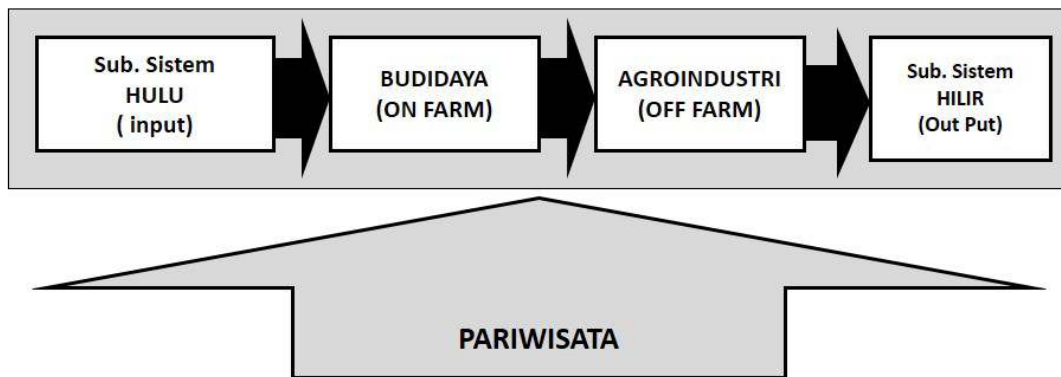 Sub. Sistem
HULU
( input)
BUDIDAYA
(ON FARM)
AGROINDUSTRI
(OFF FARM)
Sub. Sistem
HILIR
(Out Put)
PARIWISATA